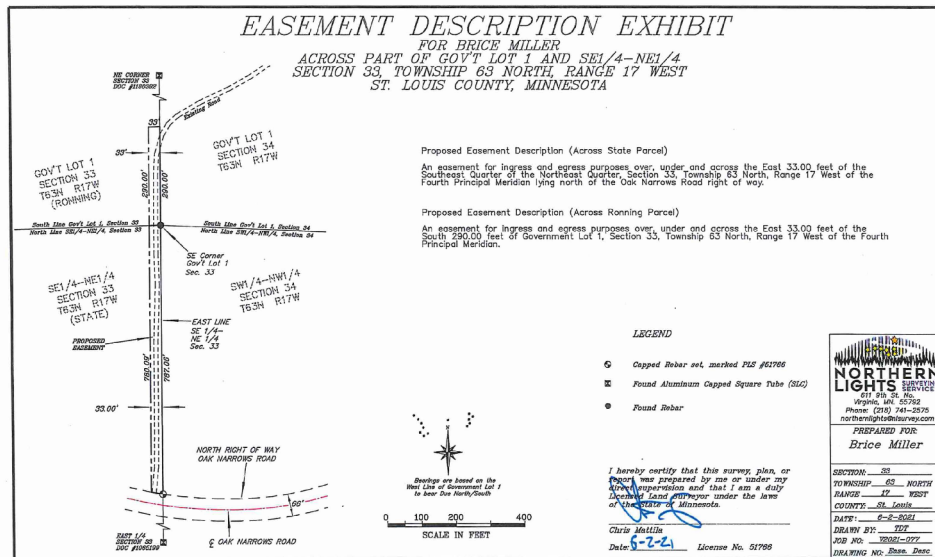 EASEMENT DESCRIPTION EXHIBIT
FOR BRICE MILLER
ACROSS PART OF GOV'T LOT 1 AND SE1/4-NE1/4
SECTION 33, TOWNSHIP 63 NORTH, RANGE 17 WEST
ST. LOUIS COUNTY, MINNESOTA
NE CORNER
SECTION 33
Existing Road
33'
33'
GOV'T LOT 1
SECTION 33
T63N R17W
(RONNING)
GOV'T LOT 1
SECTION 34
T63N R17W
290.00'
290.00'
South Line Gov't Lot 1, Section 33
North Line SE1/4-NE1/4, Section 33
South Line Gov't Lot 1, Section 34
North Line SW1/4-NW1/4, Section 34
SE Corner
Gov't Lot 1
Sec. 33
SE1/4-NE1/4
SECTION 33
T63N R17W
(STATE)
SW1/4-NW1/4
SECTION 34
T63N R17W
PROPOSED
EASEMENT
EAST LINE
SE 1/4-
NE 1/4
Sec. 33
33.00'
NORTH RIGHT OF WAY
OAK NARROWS ROAD
66'
EAST 1/4
SECTION 33
OAK NARROWS ROAD
Proposed Easement Description (Across State Parcel)
An easement for ingress and egress purposes over, under and across the East 33.00 feet of the
Southeast Quarter of the Northeast Quarter, Section 33, Township 63 North, Range 17 West of the
Fourth Principal Meridian lying north of the Oak Narrows Road right of way.
Proposed Easement Description (Across Ronning Parcel)
An easement for ingress and egress purposes over, under and across the East 33.00 feet of the
South 290.00 feet of Government Lot 1, Section 33, Township 63 North, Range 17 West of the Fourth
Principal Meridian.
LEGEND
Capped Rebar set, marked PLS #51766
Found Aluminum Capped Square Tube (SLC)
Found Rebar
Bearings are based on the
West Line of Government Lot 1
to bear Due North/South
0 100 200 400
SCALE IN FEET
I hereby certify that this survey, plan, or
report was prepared by me or under my
direct supervision and that I am a duty
Licensed Land Surveyor under the laws
of the State of Minnesota.
Chris Mattila
Date: 6-2-21 License No. 51766
NORTHERN
LIGHTS SURVEYING
SERVICE
611 9th St. No.
Virginia, MN. 55792
Phone: (218) 741-2575
northernlights@nlsurvey.com
PREPARED FOR:
Brice Miller
SECTION: 33
TOWNSHIP 63 NORTH
RANGE 17 WEST
COUNTY: St. Louis
DATE: 6-2-2021
DRAWN BY: TDT
JOB NO: V2021-077
DRAWING NO: Ease. Desc.